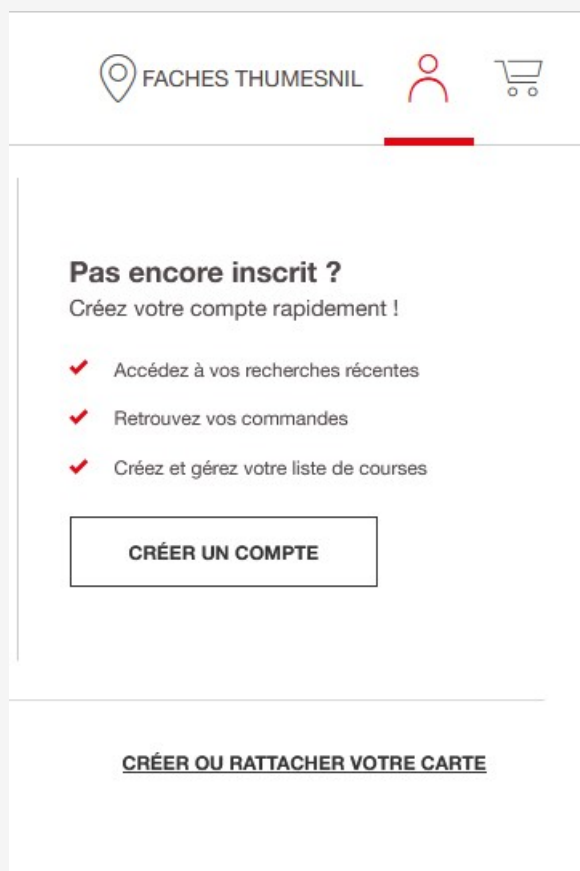 FACHES THUMESNIL
Pas encore inscrit ?
Créez votre compte rapidement !
Accédez à vos recherches récentes
Retrouvez vos commandes
Créez et gérez votre liste de courses
CRÉER UN COMPTE
CRÉER OU RATTACHER VOTRE CARTE